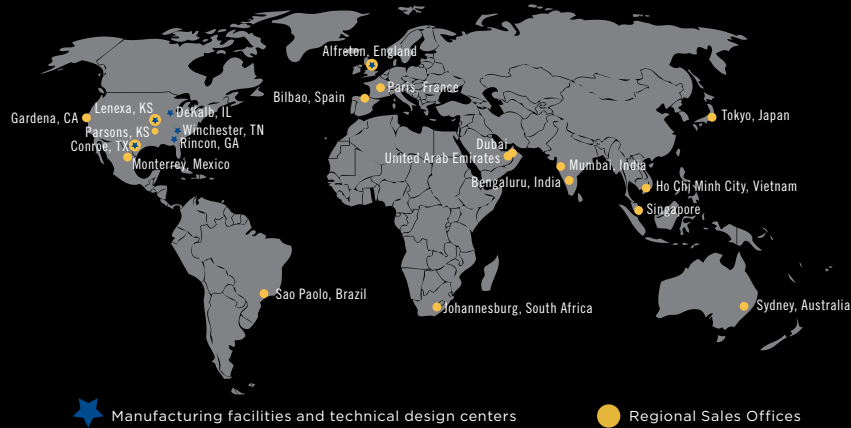 Alfreton, England
Paris, France
Bilbao, Spain
Lenexa, KS
DeKalb, IL
Gardena, CA
Tokyo, Japan
Parsons, KS
Winchester, TN
Conroe, TX
Rincon, GA
Dubai
United Arab Emirates
Monterrey, Mexico
Mumbai, India
Bengaluru, India
Ho Chi Minh City, Vietnam
Singapore
Sao Paolo, Brazil
Johannesburg, South Africa
Sydney, Australia
Manufacturing facilities and technical design centers
Regional Sales Offices